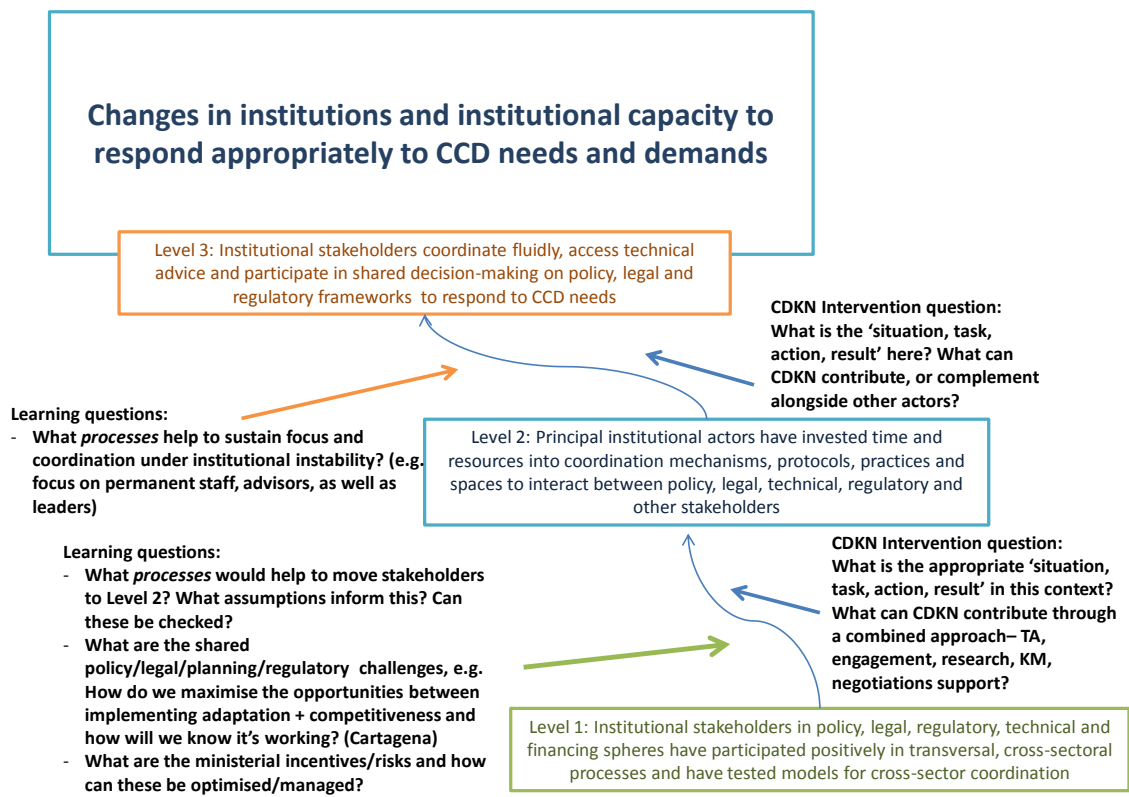 Changes in institutions and institutional capacity to
respond appropriately to CCD needs and demands
Level 3: Institutional stakeholders coordinate fluidly, access technical
advice and participate in shared decision-making on policy, legal and
regulatory frameworks to respond to CCD needs
CDKN Intervention question:
What is the ‘situation, task,
action, result’ here? What can
CDKN contribute, or complement
alongside other actors?
Learning questions:
- What processes help to sustain focus and
coordination under institutional instability? (e.g.
focus on permanent staff, advisors, as well as
leaders)
Level 2: Principal institutional actors have invested time and
resources into coordination mechanisms, protocols, practices and
spaces to interact between policy, legal, technical, regulatory and
other stakeholders
CDKN Intervention question:
What is the appropriate ‘situation,
task, action, result’ in this context?
What can CDKN contribute through
a combined approach– TA,
engagement, research, KM,
negotiations support?
Learning questions:
- What processes would help to move stakeholders
to Level 2? What assumptions inform this? Can
these be checked?
- What are the shared
policy/legal/planning/regulatory challenges, e.g.
How do we maximise the opportunities between
implementing adaptation + competitiveness and
how will we know it’s working? (Cartagena)
- What are the ministerial incentives/risks and how
can these be optimised/managed?
Level 1: Institutional stakeholders in policy, legal, regulatory, technical and
financing spheres have participated positively in transversal, cross-sectoral
processes and have tested models for cross-sector coordination